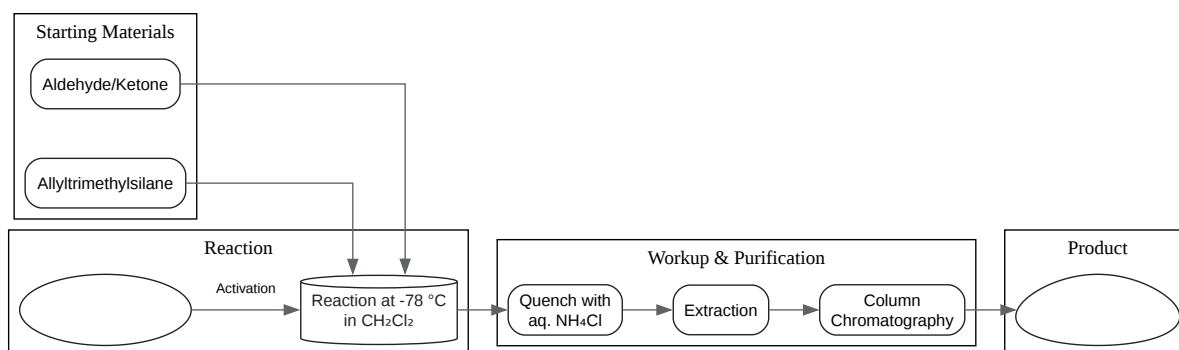 Starting Materials
Aldehyde/Ketone
Allyltrimethylsilane
Reaction
Activation
Reaction at -78 °C
in CH₂Cl₂
Workup & Purification
Quench with
aq. NH₄Cl
Extraction
Column
Chromatography
Product